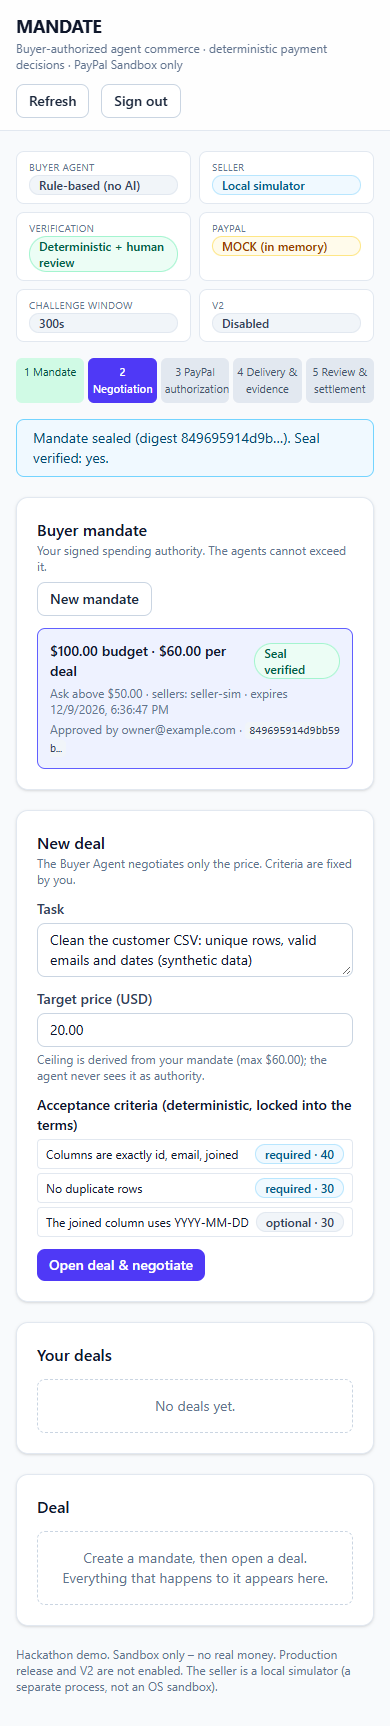 MANDATE
Buyer-authorized agent commerce · deterministic payment
decisions · PayPal Sandbox only
Refresh
Sign out
BUYER AGENT
Rule-based (no AI)
SELLER
Local simulator
VERIFICATION
Deterministic + human
review
PAYPAL
MOCK (in memory)
CHALLENGE WINDOW
300s
V2
Disabled
1 Mandate
2
Negotiation
3 PayPal
authorization
4 Delivery &
evidence
5 Review &
settlement
Mandate sealed (digest 849695914d9b…). Seal
verified: yes.
Buyer mandate
Your signed spending authority. The agents cannot exceed
it.
New mandate
$100.00 budget · $60.00 per
deal
Seal
verified
Ask above $50.00 · sellers: seller-sim · expires
12/9/2026, 6:36:47 PM
Approved by owner@example.com · 849695914d9bb59
b…
New deal
The Buyer Agent negotiates only the price. Criteria are fixed
by you.
Task
Clean the customer CSV: unique rows, valid
emails and dates (synthetic data)
Target price (USD)
20.00
Ceiling is derived from your mandate (max $60.00); the
agent never sees it as authority.
Acceptance criteria (deterministic, locked into the
terms)
Columns are exactly id, email, joined
required · 40
No duplicate rows
required · 30
The joined column uses YYYY-MM-DD
optional · 30
Open deal & negotiate
Your deals
No deals yet.
Deal
Create a mandate, then open a deal.
Everything that happens to it appears here.
Hackathon demo. Sandbox only – no real money. Production
release and V2 are not enabled. The seller is a local simulator (a
separate process, not an OS sandbox).